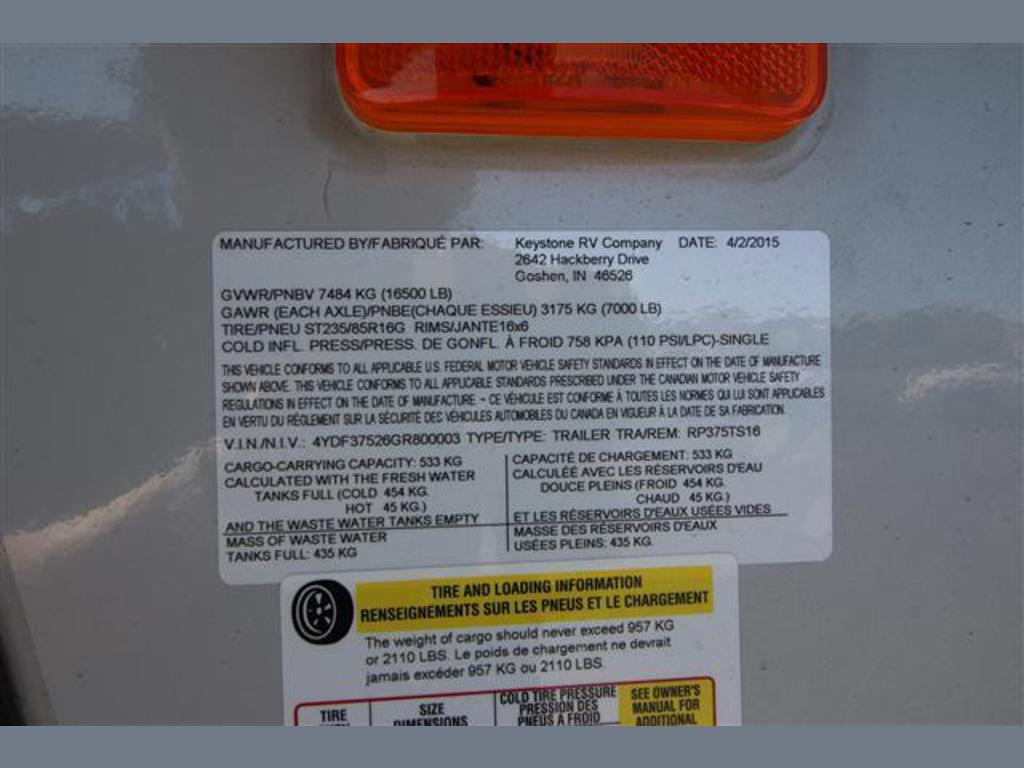 MANUFACTURED BY/FABRIQUÉ PAR: Keystone RV Company DATE: 4/2/2015
2642 Hackberry Drive
Goshen, IN 46526
GVWR/PNBV 7484 KG (16500 LB)
GAWR (EACH AXLE)/PNBE(CHAQUE ESSIEU) 3175 KG (7000 LB)
TIRE/PNEU ST235/85R16G RIMS/JANTE16x6
COLD INFL. PRESS/PRESS. DE GONFL. À FROID 758 KPA (110 PSI/LPC)-SINGLE
THIS VEHICLE CONFORMS TO ALL APPLICABLE U.S. FEDERAL MOTOR VEHICLE SAFETY STANDARDS IN EFFECT ON THE DATE OF MANUFACTURE
SHOWN ABOVE. THIS VEHICLE CONFORMS TO ALL APPLICABLE STANDARDS PRESCRIBED UNDER THE CANADIAN MOTOR VEHICLE SAFETY
REGULATIONS IN EFFECT ON THE DATE OF MANUFACTURE. - CE VÉHICULE EST CONFORME À TOUTES LES NORMES QUI LUI SONT APPLICABLES
EN VERTU DU RÈGLEMENT SUR LA SÉCURITÉ DES VÉHICULES AUTOMOBILES DU CANADA EN VIGUEUR À LA DATE DE SA FABRICATION.
V.I.N./N.I.V.: 4YDF37526GR800003 TYPE/TYPE: TRAILER TRA/REM: RP375TS16
CARGO-CARRYING CAPACITY: 533 KG
CALCULATED WITH THE FRESH WATER
TANKS FULL (COLD 454 KG.
HOT 45 KG.)
AND THE WASTE WATER TANKS EMPTY
MASS OF WASTE WATER
TANKS FULL: 435 KG
CAPACITÉ DE CHARGEMENT: 533 KG
CALCULÉE AVEC LES RÉSERVOIRS D'EAU
DOUCE PLEINS (FROID 454 KG.
CHAUD 45 KG.)
ET LES RÉSERVOIRS D'EAUX USÉES VIDES
MASSE DES RÉSERVOIRS D'EAUX
USÉES PLEINS: 435 KG.
TIRE AND LOADING INFORMATION
RENSEIGNEMENTS SUR LES PNEUS ET LE CHARGEMENT
The weight of cargo should never exceed 957 KG
or 2110 LBS. Le poids de chargement ne devrait
jamais excéder 957 KG ou 2110 LBS.
TIRE
SIZE
DIMENSIONS
COLD TIRE PRESSURE
PRESSION DES
PNEUS À FROID
SEE OWNER'S
MANUAL FOR
ADDITIONAL